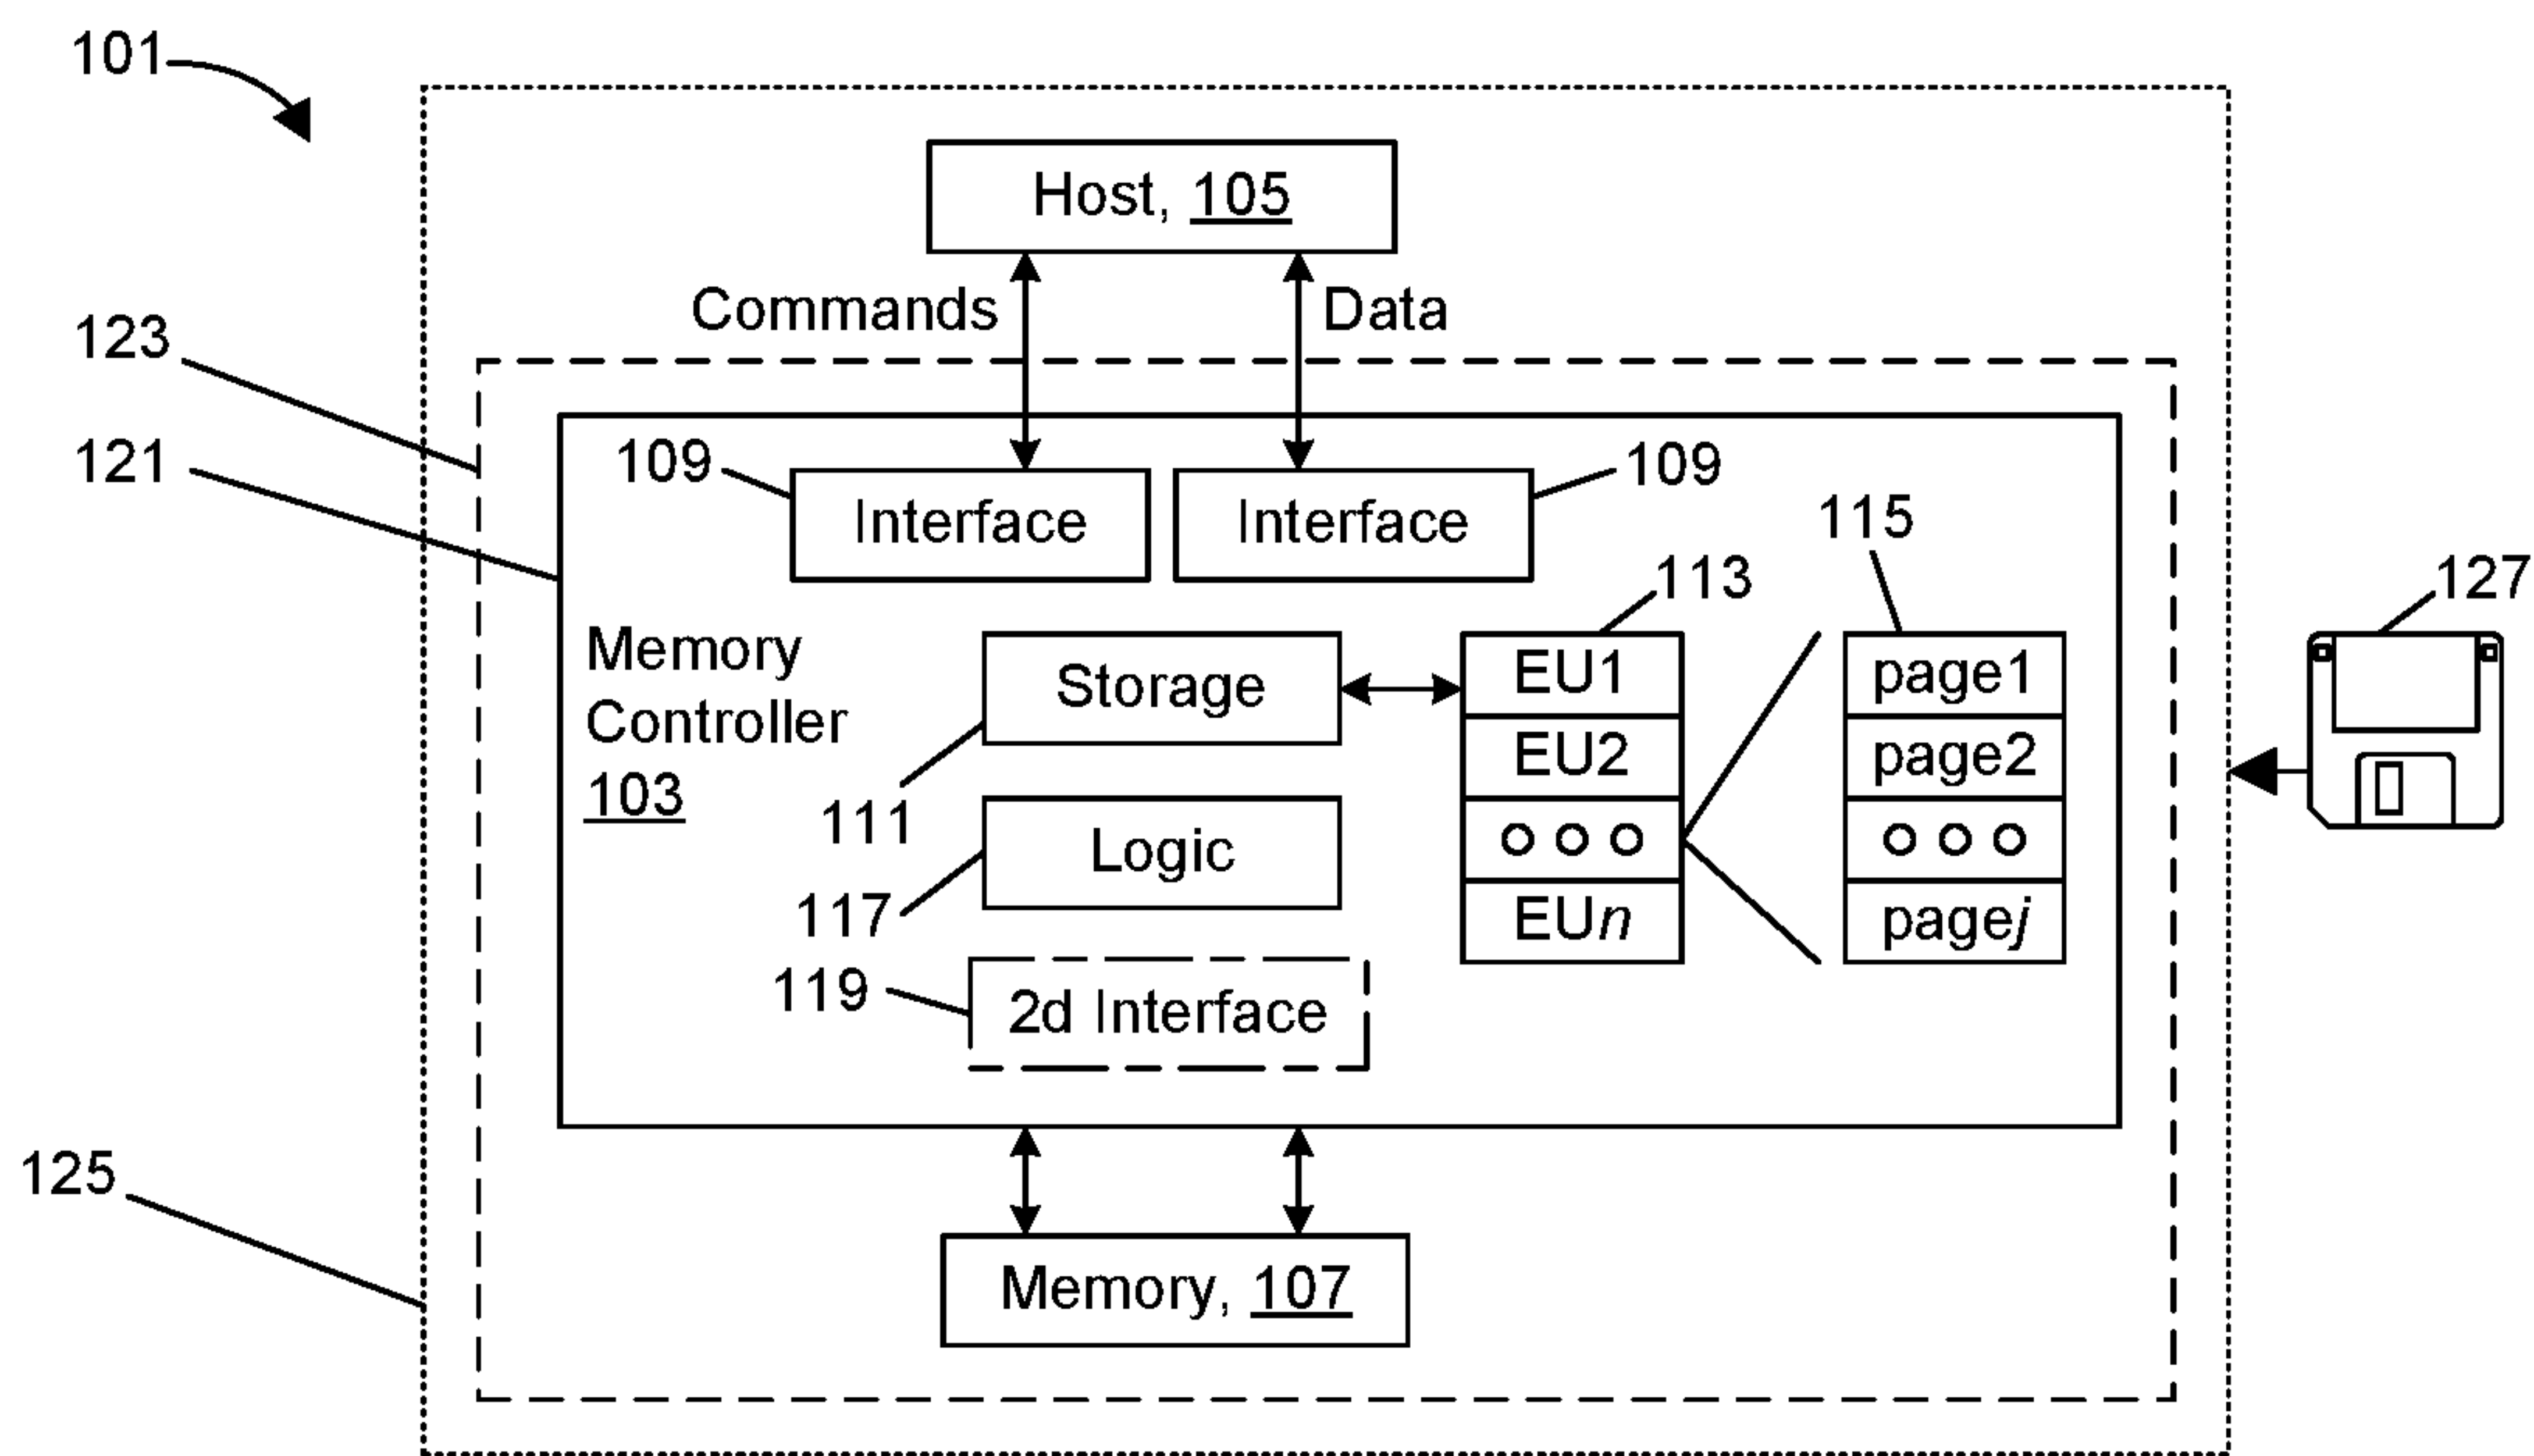 101
Host, 105
Commands
Data
123
121
109
Interface
Interface
109
115
113
127
Memory
Controller
103
Storage
111
EU1
EU2
EUn
page1
page2
pagej
Logic
117
119
2d Interface
125
Memory, 107